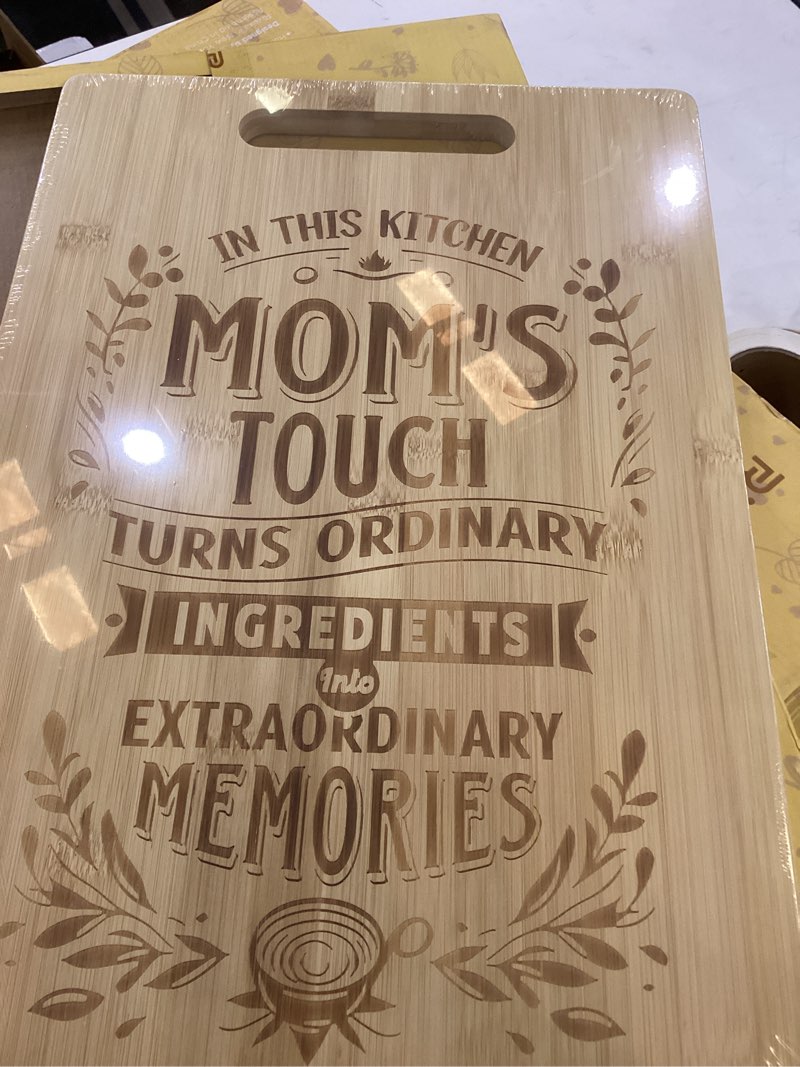 IN THIS KITCHEN
MOM'S
TOUCH
TURNS ORDINARY
INGREDIENTS
Into
EXTRAORDINARY
MEMORIES